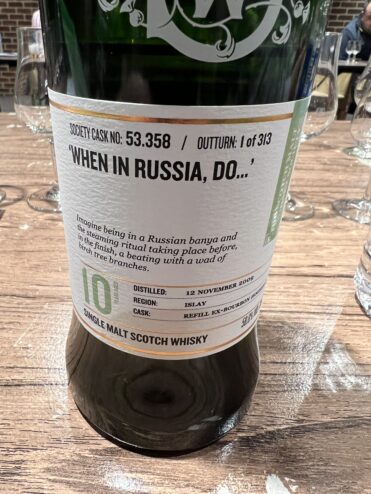 SOCIETY CASK NO: 53.358 / OUTTURN: 1 of 313
'WHEN IN RUSSIA, DO...'
Imagine being in a Russian banya and
the steaming ritual taking place before,
in the finish, a beating with a wad of
birch tree branches.
10
YEARS
DISTILLED: 12 NOVEMBER 2009
REGION: ISLAY
CASK: REFILL EX-BOURBON
SINGLE MALT SCOTCH WHISKY